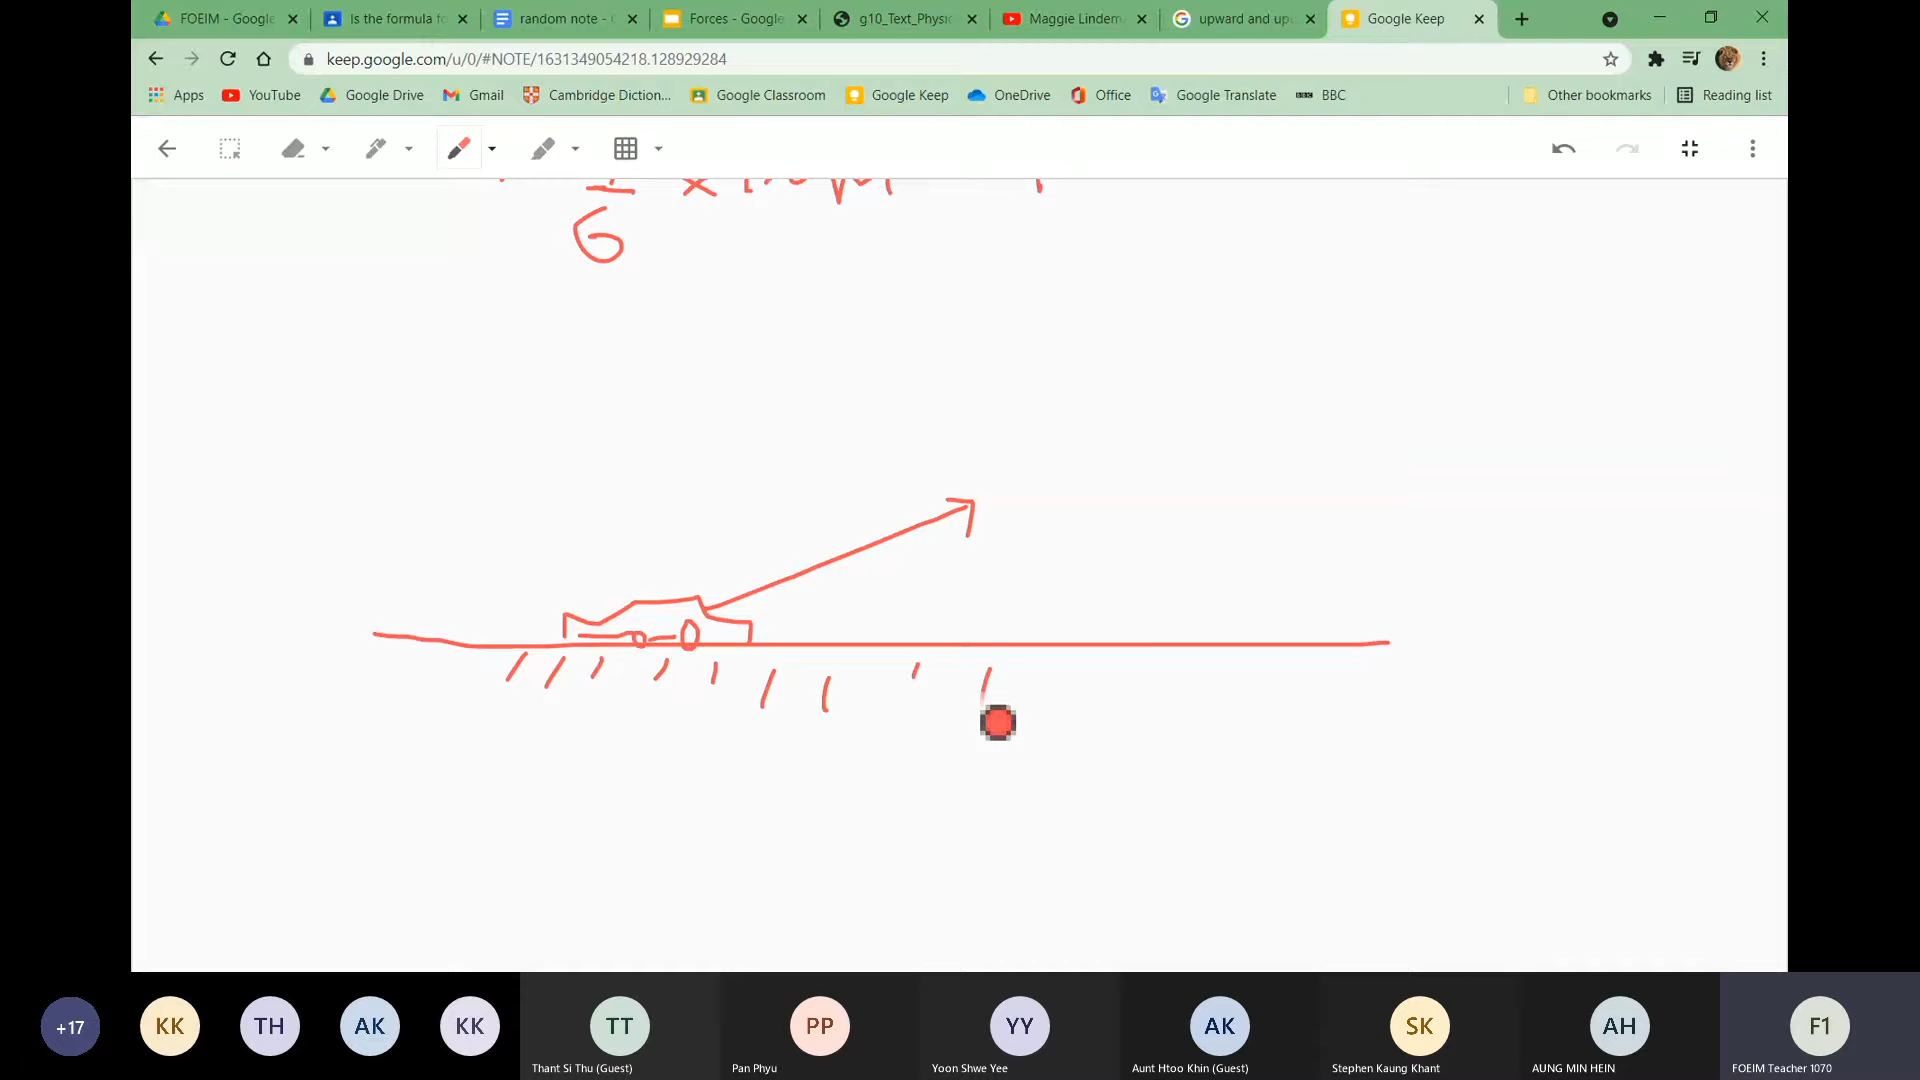 FOEIM - Google
Is the formula fo
random note - G
Forces - Google
g10_Text_Physic
Maggie Lindem
upward and up
Google Keep
keep.google.com/u/0/#NOTE/1631349054218.128929284
Apps
YouTube
Google Drive
Gmail
Cambridge Diction...
Google Classroom
Google Keep
OneDrive
Office
Google Translate
BBC
BBC
Other bookmarks
Reading list
6
+17
KK
TH
AK
KK
TT
PP
YY
AK
SK
AH
F1
Thant Si Thu (Guest)
Pan Phyu
Yoon Shwe Yee
Aunt Htoo Khin (Guest)
Stephen Kaung Khant
AUNG MIN HEIN
FOEIM Teacher 1070